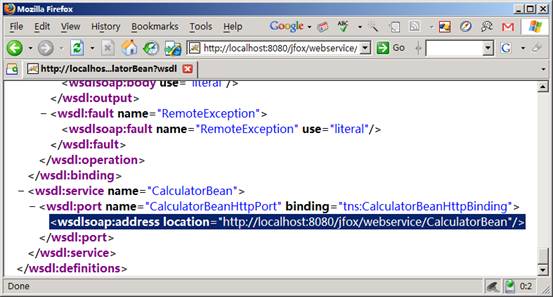 Mozilla Firefox
File Edit View History Bookmarks Tools Help
Google
ABC
http://localhost:8080/jfox/webservice/ Go
http://localhos...latorBean?wsdl
<wsdlsoap:body use="literal"/>
</wsdl:output>
− <wsdl:fault name="RemoteException">
<wsdlsoap:fault name="RemoteException" use="literal"/>
</wsdl:fault>
</wsdl:operation>
</wsdl:binding>
− <wsdl:service name="CalculatorBean">
− <wsdl:port name="CalculatorBeanHttpPort" binding="tns:CalculatorBeanHttpBinding">
<wsdlsoap:address location="http://localhost:8080/jfox/webservice/CalculatorBean"/>
</wsdl:port>
</wsdl:service>
</wsdl:definitions>
Done 0:2